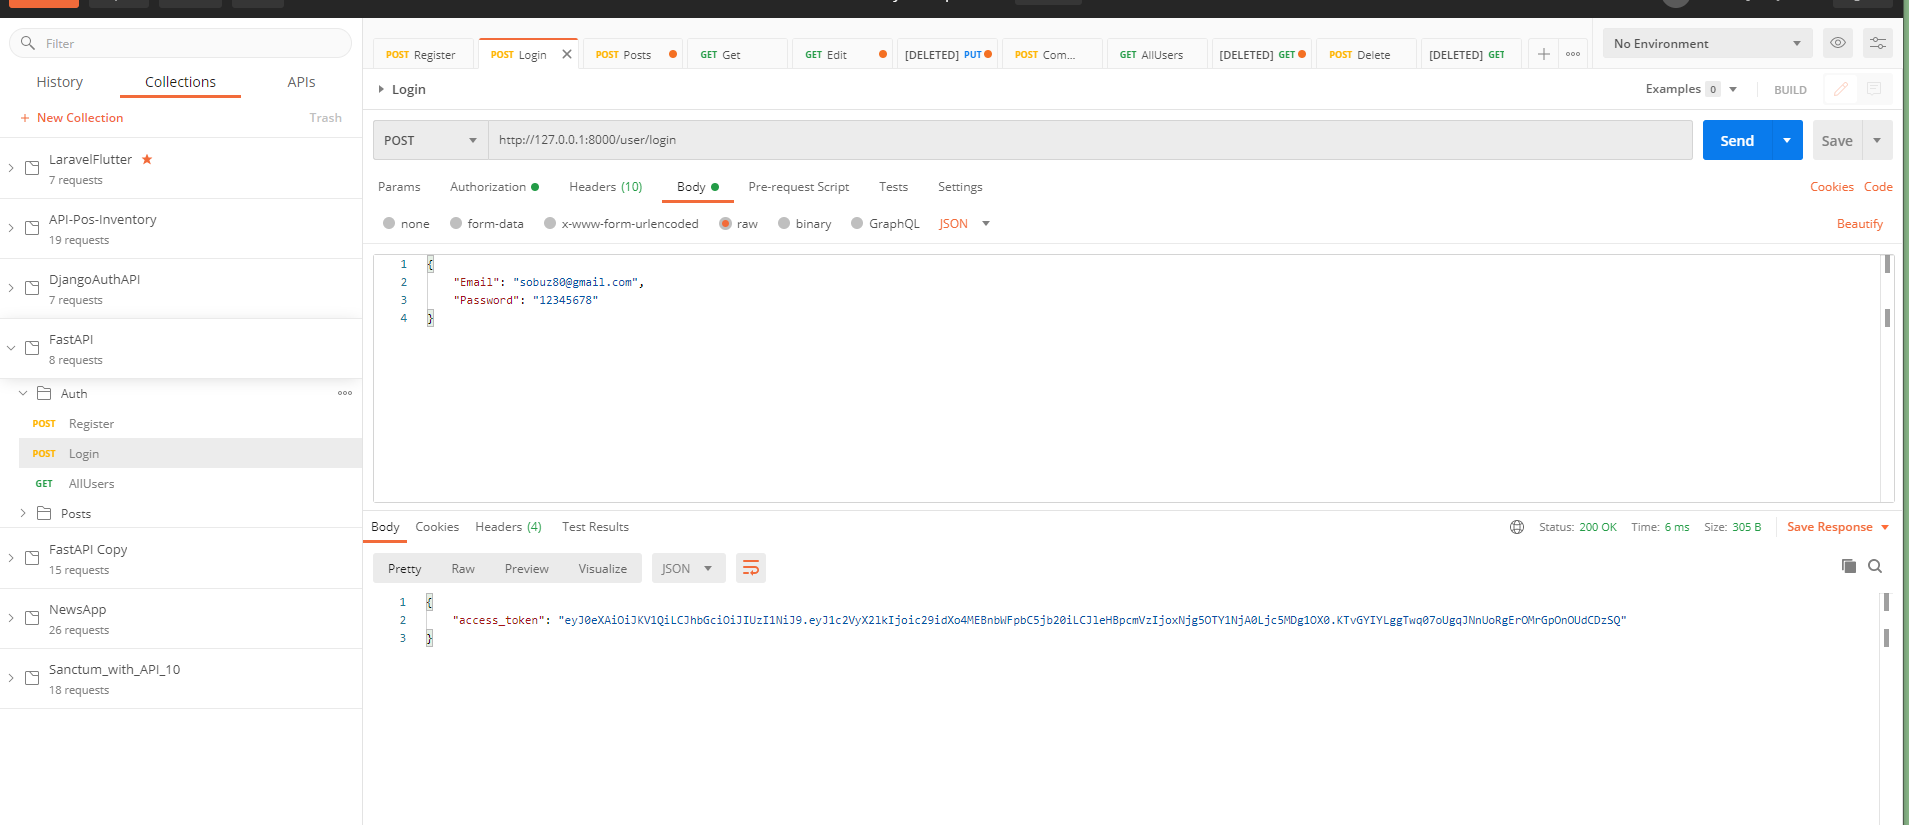 Filter
History Collections APIs
+ New Collection Trash
LaravelFlutter
7 requests
API-Pos-Inventory
19 requests
DjangoAuthAPI
7 requests
FastAPI
8 requests
Auth
POST Register
POST Login
GET AllUsers
Posts
FastAPI Copy
15 requests
NewsApp
26 requests
Sanctum_with_API_10
18 requests
POST Register POST Login POST Posts GET Get GET Edit [DELETED] PUT POST Com... GET AllUsers [DELETED] GET POST Delete [DELETED] GET No Environment
Login Examples 0 BUILD
POST http://127.0.0.1:8000/user/login Send Save
Params Authorization Headers (10) Body Pre-request Script Tests Settings Cookies Code
none form-data x-www-form-urlencoded raw binary GraphQL JSON Beautify
1 {
2 "Email": "sobuz80@gmail.com",
3 "Password": "12345678"
4 }
Body Cookies Headers (4) Test Results Status: 200 OK Time: 6 ms Size: 305 B Save Response
Pretty Raw Preview Visualize JSON
1 {
2 "access_token": "eyJ0eXAiOiJKV1QiLCJhbGciOiJIUzI1NiJ9.eyJ1c2VyX2lkIjoic29idXo4MEBnbWFpbC5jb20iLCJleHBpcmVzIjoxNjg5OTY1NjA0Ljc5MDg1OX0.KTvGYIYLggTwq07oUgqJNnUoRgErOMrGpOnOUdCDzSQ"
3 }